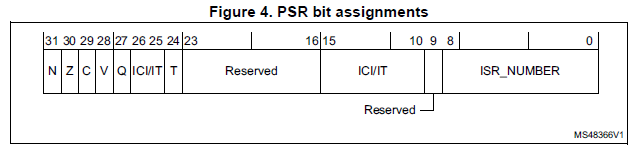 Figure 4. PSR bit assignments
31 30 29 28 27 26 25 24 23 16 15 10 9 8 0
N Z C V Q ICI/IT T Reserved ICI/IT ISR_NUMBER
Reserved
MS48366V1